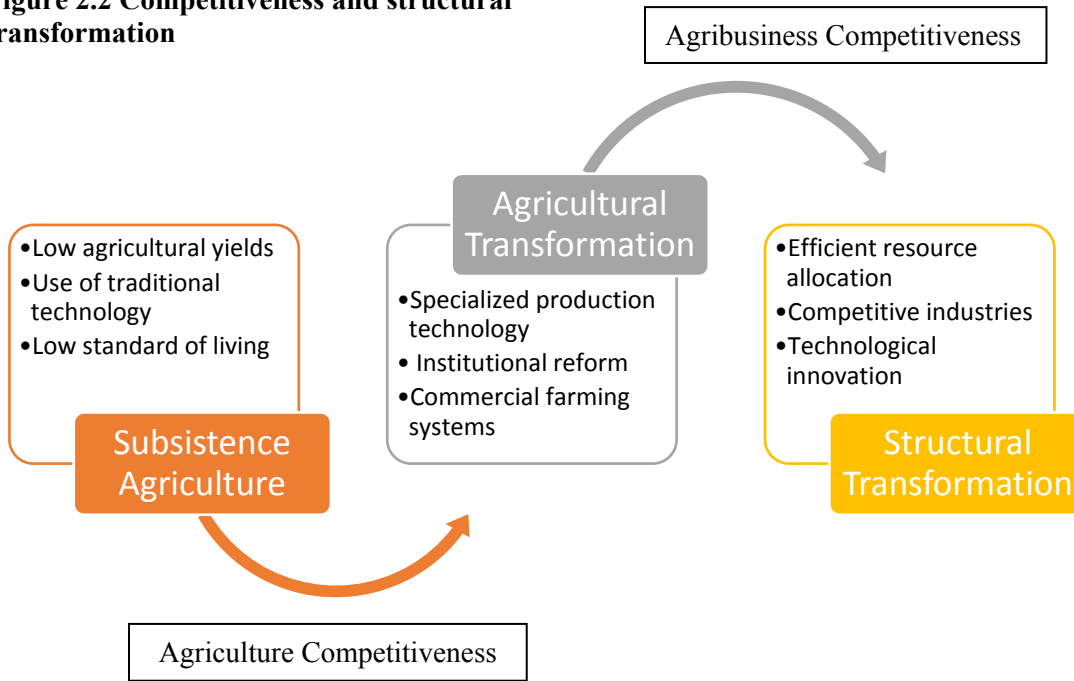 igure 2.2 Competitiveness and structural
ransformation
Agribusiness Competitiveness
•Low agricultural yields
•Use of traditional
technology
•Low standard of living
Subsistence
Agriculture
Agricultural
Transformation
•Specialized production
technology
• Institutional reform
•Commercial farming
systems
•Efficient resource
allocation
•Competitive industries
•Technological
innovation
Structural
Transformation
Agriculture Competitiveness